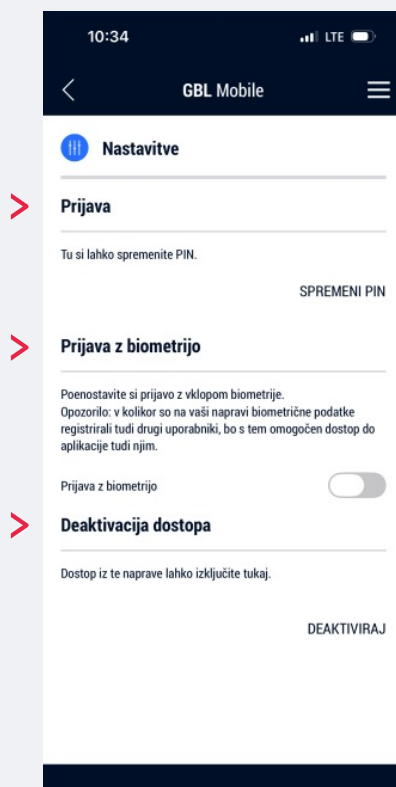 10:34 LTE
GBL Mobile
Nastavitve
Prijava
Tu si lahko spremenite PIN.
SPREMENI PIN
Prijava z biometrijo
Poenostavite si prijavo z vklopom biometrije.
Opozorilo: v kolikor so na vaši napravi biometrične podatke
registrirali tudi drugi uporabniki, bo s tem omogočen dostop do
aplikacije tudi njim.
Prijava z biometrijo
Deaktivacija dostopa
Dostop iz te naprave lahko izključite tukaj.
DEAKTIVIRAJ